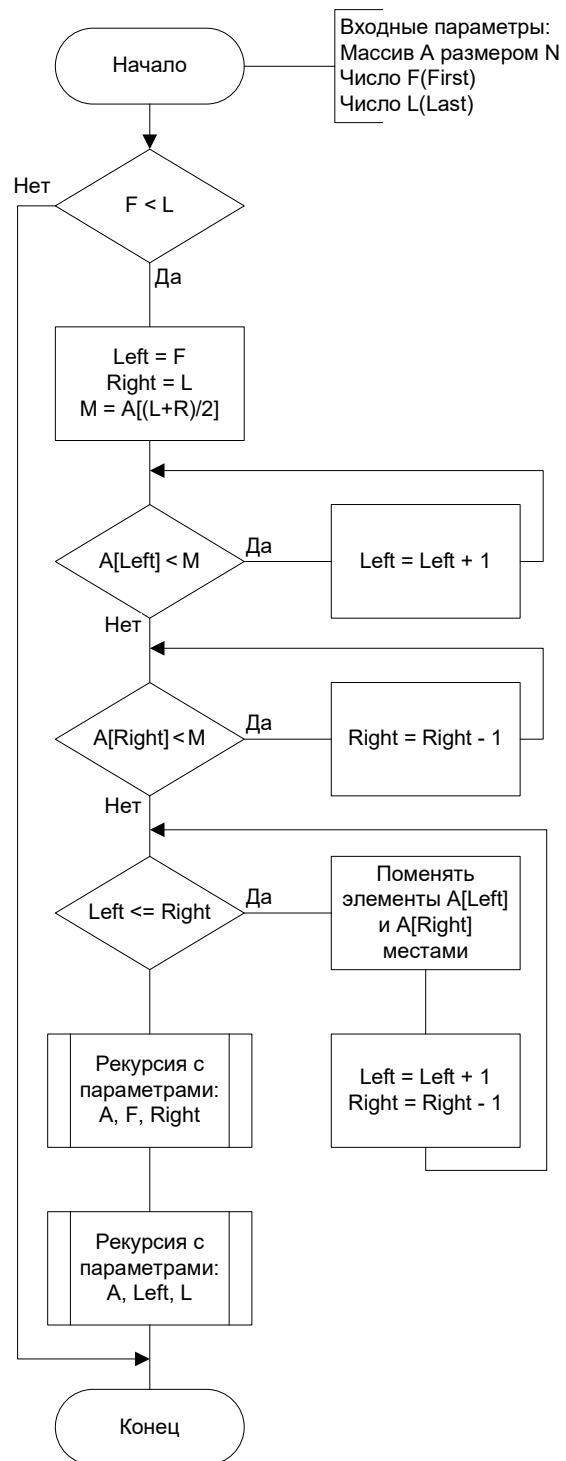 Начало
Входные параметры:
Массив A размером N
Число F(First)
Число L(Last)
Нет
F < L
Да
Left = F
Right = L
M = A[(L+R)/2]
A[Left] < M
Да
Left = Left + 1
Нет
A[Right] < M
Да
Right = Right - 1
Нет
Left <= Right
Да
Поменять
элементы A[Left]
и A[Right]
местами
Рекурсия с
параметрами:
A, F, Right
Left = Left + 1
Right = Right - 1
Рекурсия с
параметрами:
A, Left, L
Конец